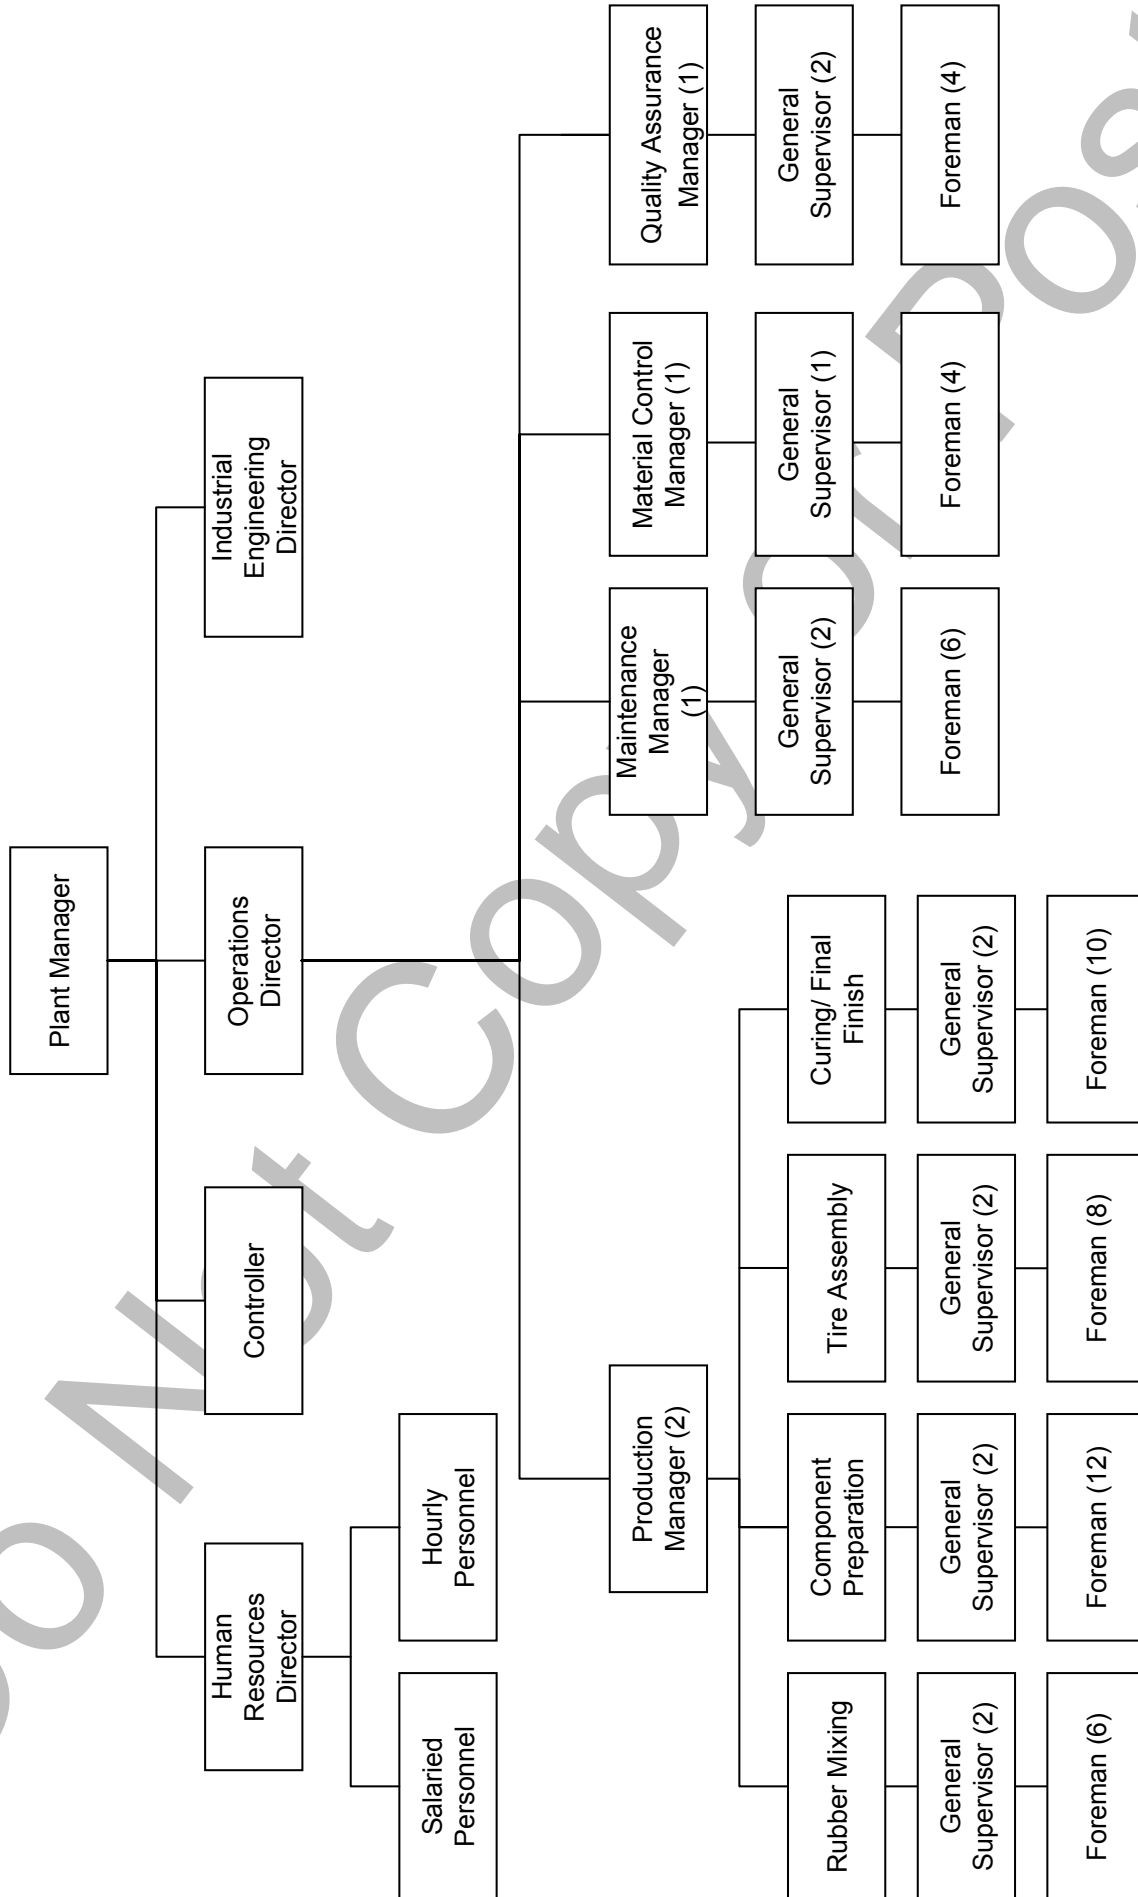 Plant Manager
Human
Resources
Director
Controller
Operations
Director
Industrial
Engineering
Director
Salaried
Personnel
Hourly
Personnel
Production
Manager (2)
Maintenance
Manager
(1)
Material Control
Manager (1)
Quality Assurance
Manager (1)
General
Supervisor (2)
General
Supervisor (1)
General
Supervisor (2)
Foreman (6)
Foreman (4)
Foreman (4)
Rubber Mixing
Component
Preparation
Tire Assembly
Curing/ Final
Finish
General
Supervisor (2)
General
Supervisor (2)
General
Supervisor (2)
General
Supervisor (2)
Foreman (6)
Foreman (12)
Foreman (8)
Foreman (10)
Do Not Copy or Post